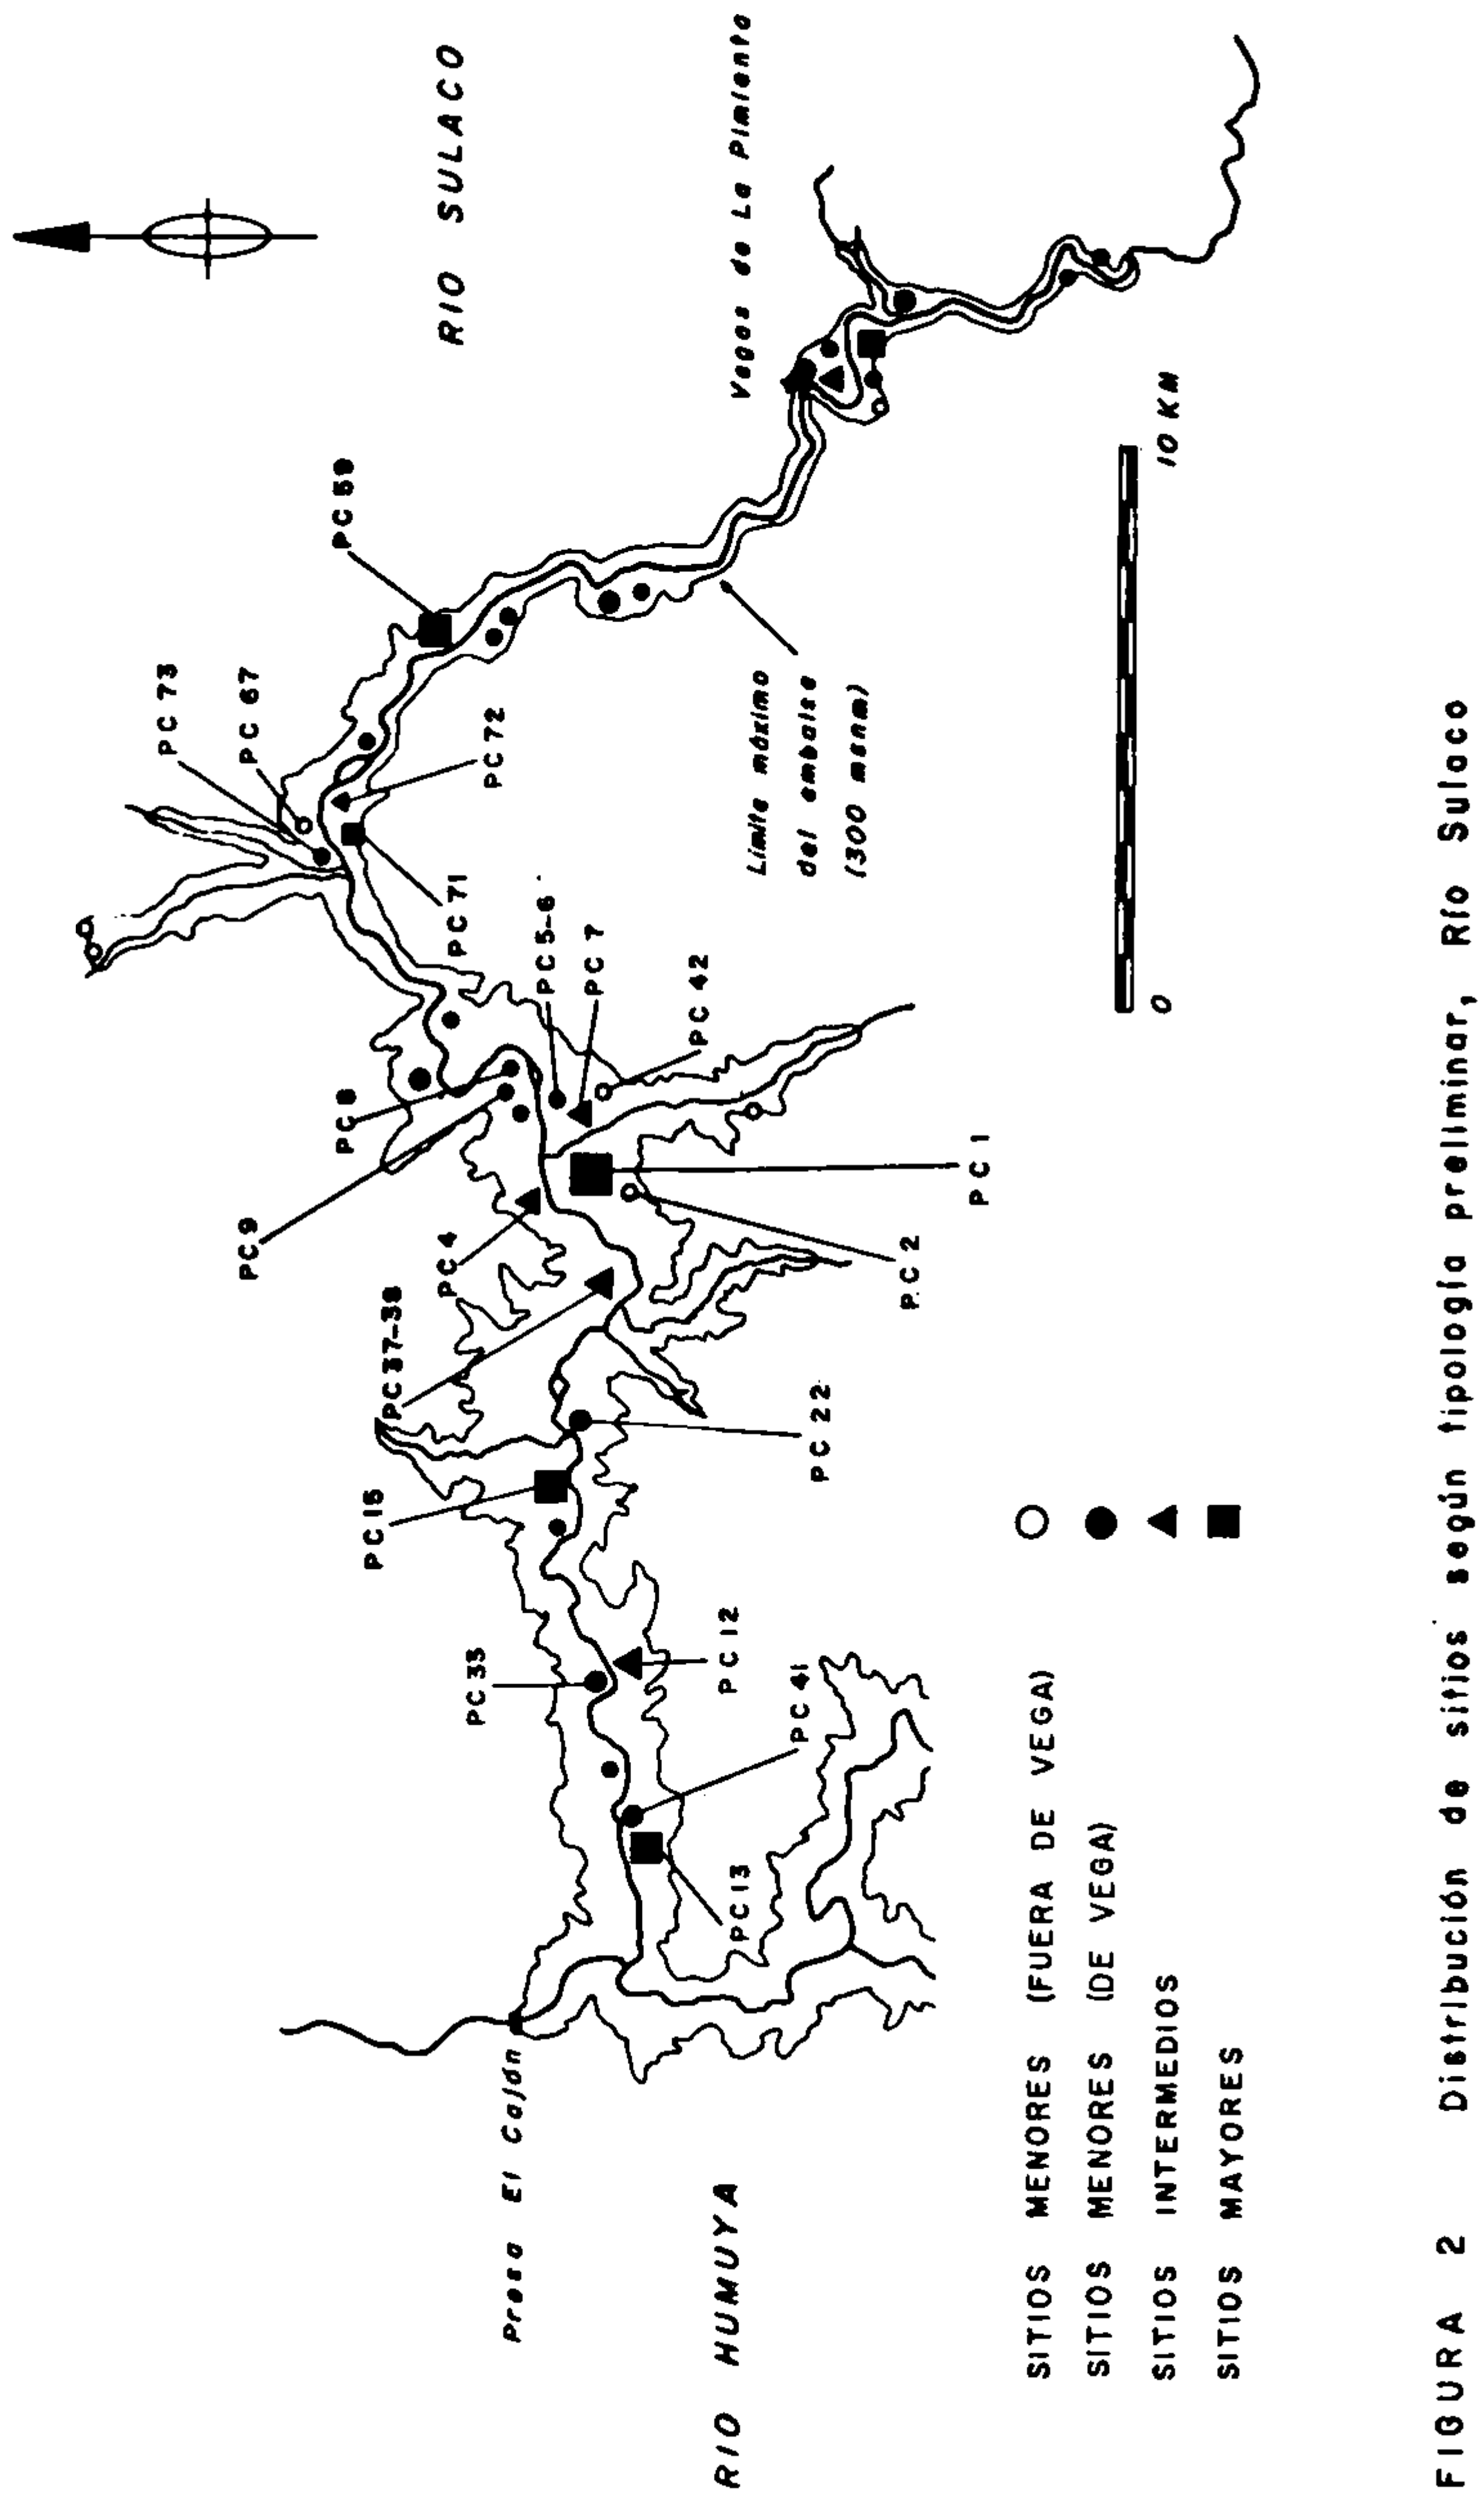 RIO SULACO
Vegas de La Pimienta
PC 59
PC 73
PC 67
PC 72
PC 71
Limite máximo
del embalse
(300 msnm)
PC 5-6
PC 7
PC 42
PC 8
PC 9
PC 4
PC 1
PC 2
PC 37-38
PC 22
PC 15
PC 35
PC 12
PC 41
PC 13
Presa El Cajón
RIO HUMUYA
0 10 KM
SITIOS MENORES (FUERA DE VEGA)
SITIOS MENORES (DE VEGA)
SITIOS INTERMEDIOS
SITIOS MAYORES
FIGURA 2 Distribución de sitios según tipologia preliminar, Rio Sulaco